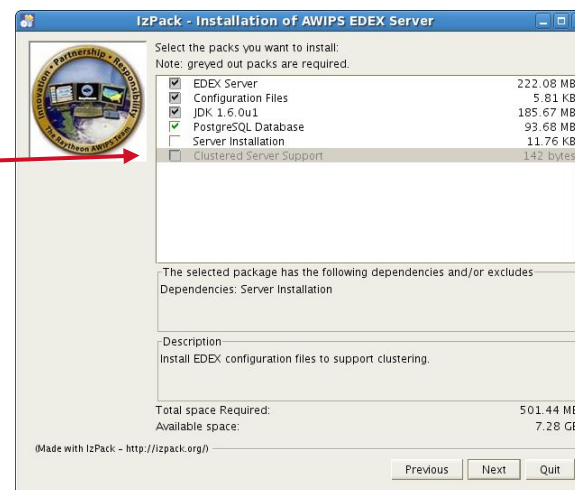 IzPack - Installation of AWIPS EDEX Server
Select the packs you want to install:
Note: greyed out packs are required.
EDEX Server 222.08 MB
Configuration Files 5.81 KB
JDK 1.6.0u1 185.67 MB
PostgreSQL Database 93.68 MB
Server Installation 11.76 KB
Clustered Server Support 142 bytes
Innovation Partnership Responsibility
The Raytheon AWIPS Team
The selected package has the following dependencies and/or excludes
Dependencies: Server Installation
Description
Install EDEX configuration files to support clustering.
Total space Required: 501.44 MB
Available space: 7.28 GB
(Made with IzPack - http://izpack.org/)
Previous Next Quit